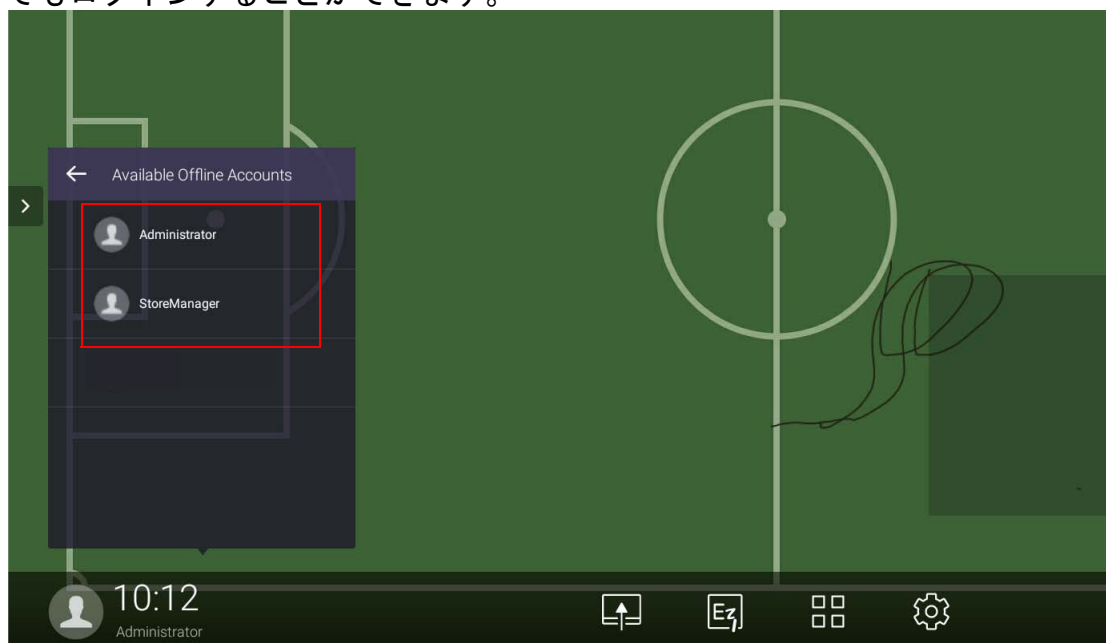 でもログインすることができます。
Available Offline Accounts
Administrator
StoreManager
10:12
Administrator